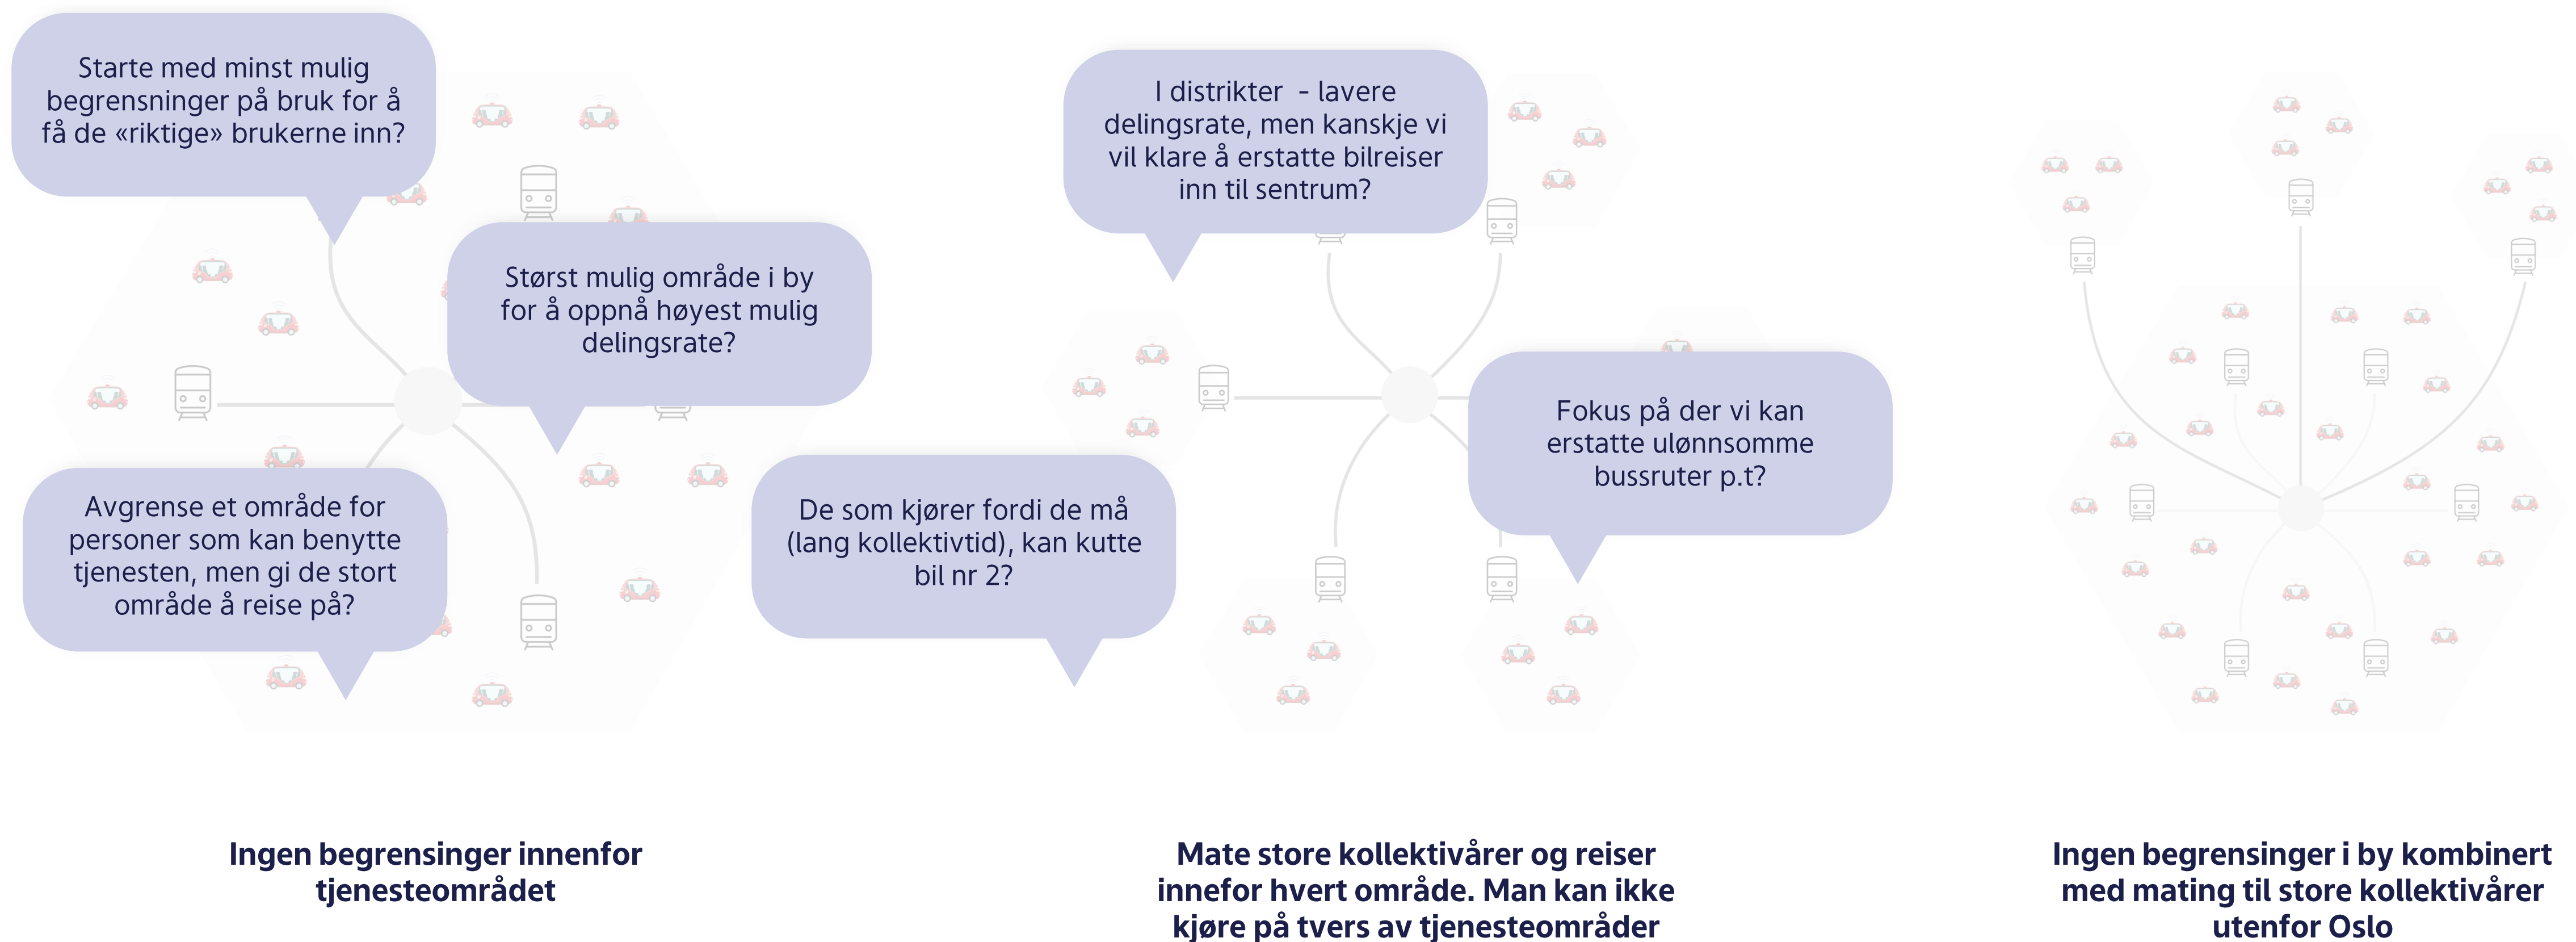 Starte med minst mulig
begrensninger på bruk for å
få de «riktige» brukerne inn?
Størst mulig område i by
for å oppnå høyest mulig
delingsrate?
Avgrense et område for
personer som kan benytte
tjenesten, men gi de stort
område å reise på?
I distrikter - lavere
delingsrate, men kanskje vi
vil klare å erstatte bilreiser
inn til sentrum?
Fokus på der vi kan
erstatte ulønnsomme
bussruter p.t?
De som kjører fordi de må
(lang kollektivtid), kan kutte
bil nr 2?
Ingen begrensinger innenfor
tjenesteområdet
Mate store kollektivårer og reiser
innefor hvert område. Man kan ikke
kjøre på tvers av tjenesteområder
Ingen begrensinger i by kombinert
med mating til store kollektivårer
utenfor Oslo